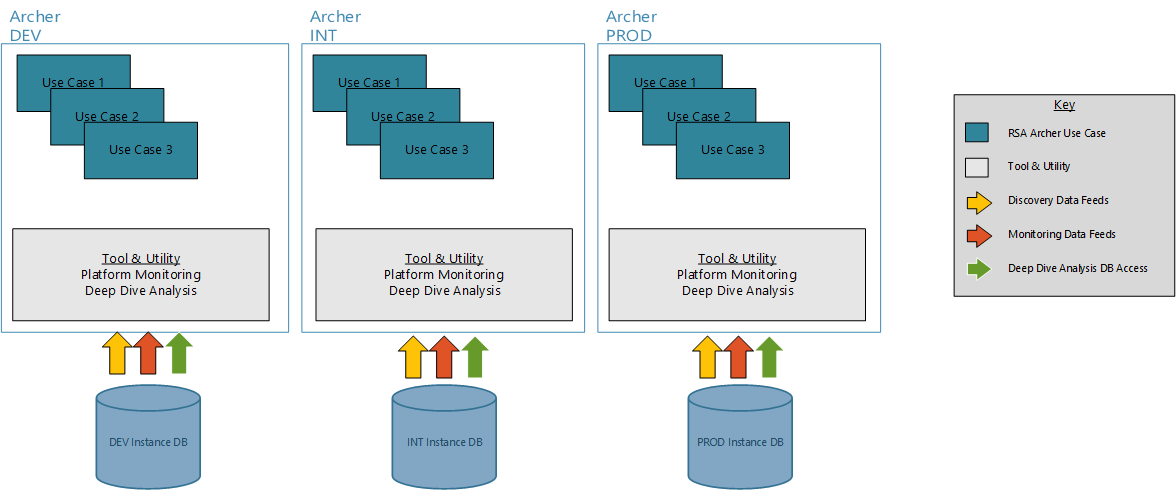 Archer
DEV
Use Case 1
Use Case 2
Use Case 3
Tool & Utility
Platform Monitoring
Deep Dive Analysis
DEV Instance DB
Archer
INT
Use Case 1
Use Case 2
Use Case 3
Tool & Utility
Platform Monitoring
Deep Dive Analysis
INT Instance DB
Archer
PROD
Use Case 1
Use Case 2
Use Case 3
Tool & Utility
Platform Monitoring
Deep Dive Analysis
PROD Instance DB
Key
RSA Archer Use Case
Tool & Utility
Discovery Data Feeds
Monitoring Data Feeds
Deep Dive Analysis DB Access